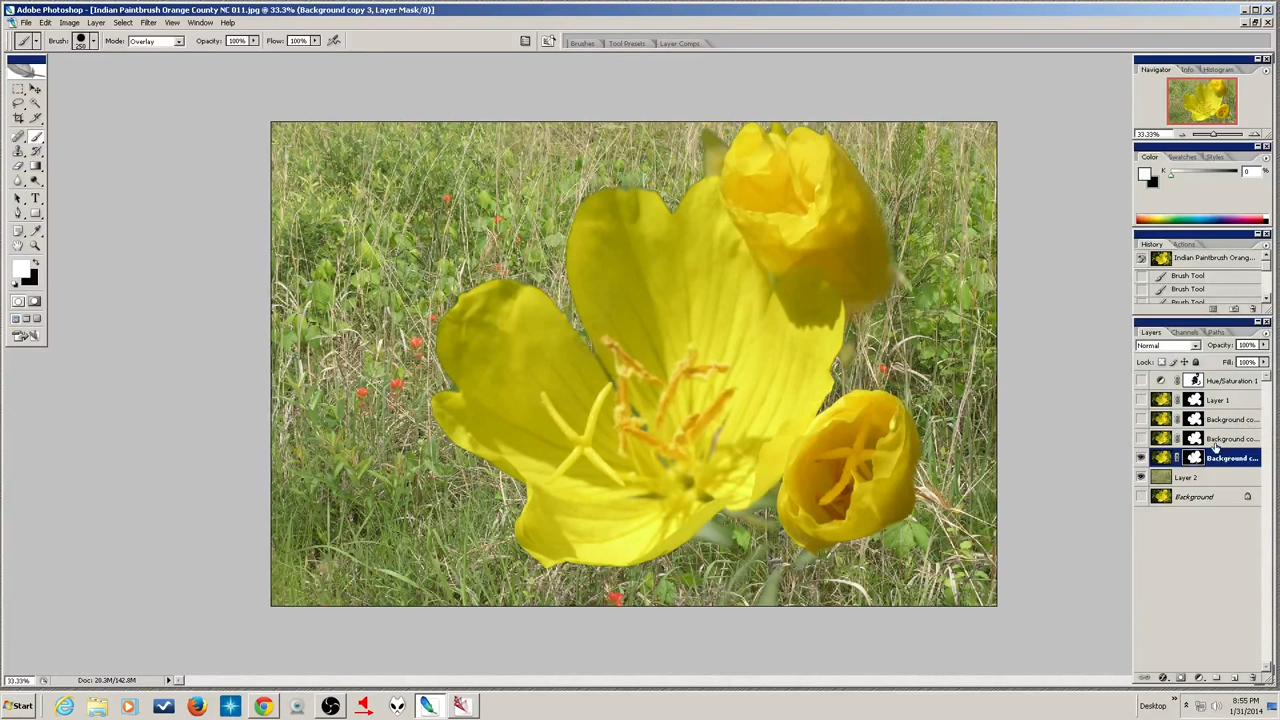 Adobe Photoshop - [Indian Paintbrush Orange County NC 011.jpg @ 33.3% (Background copy 3, Layer Mask/8)]
File Edit Image Layer Select Filter View Window Help
Brush: 250 Mode: Overlay Opacity: 100% Flow: 100% Brushes Tool Presets Layer Comps
Navigator Info Histogram
33.33%
Color Swatches Styles
K 0 %
History Actions
Indian Paintbrush Orang...
Brush Tool
Brush Tool
Brush Tool
Layers Channels Paths
Normal Opacity: 100%
Lock: Fill: 100%
Hue/Saturation 1
Layer 1
Background co...
Background co...
Background c...
Layer 2
Background
33.33% Doc: 20.3M/142.8M
Start Desktop 8:55 PM
1/31/2014